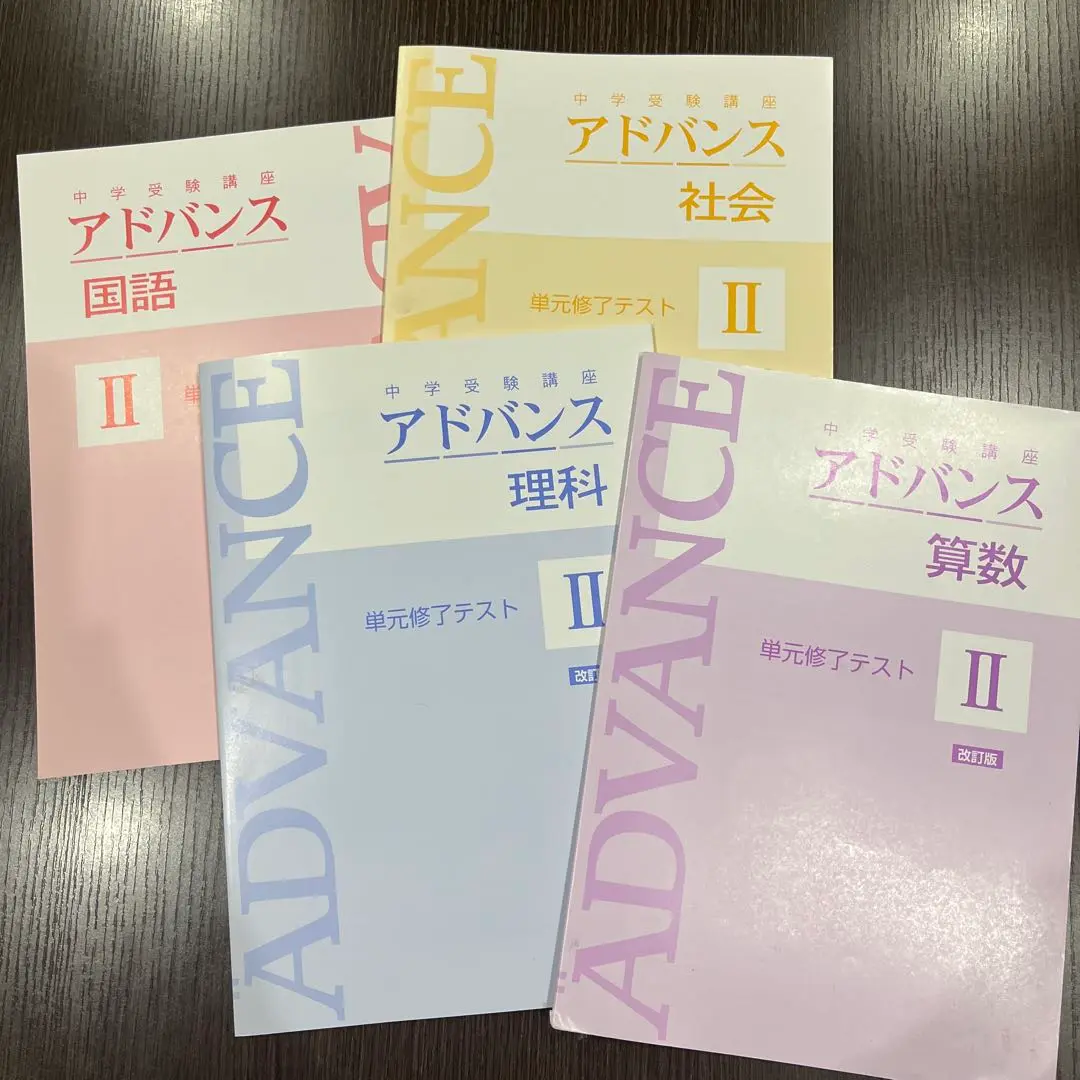 中学受験講座
アドバンス
国語
II
単
ADVANCE
中学受験講座
アドバンス
社会
単元修了テスト
II
ADVANCE
中学受験講座
アドバンス
理科
単元修了テスト
II
改訂
ADVANCE
中学受験講座
アドバンス
算数
単元修了テスト
II
改訂版